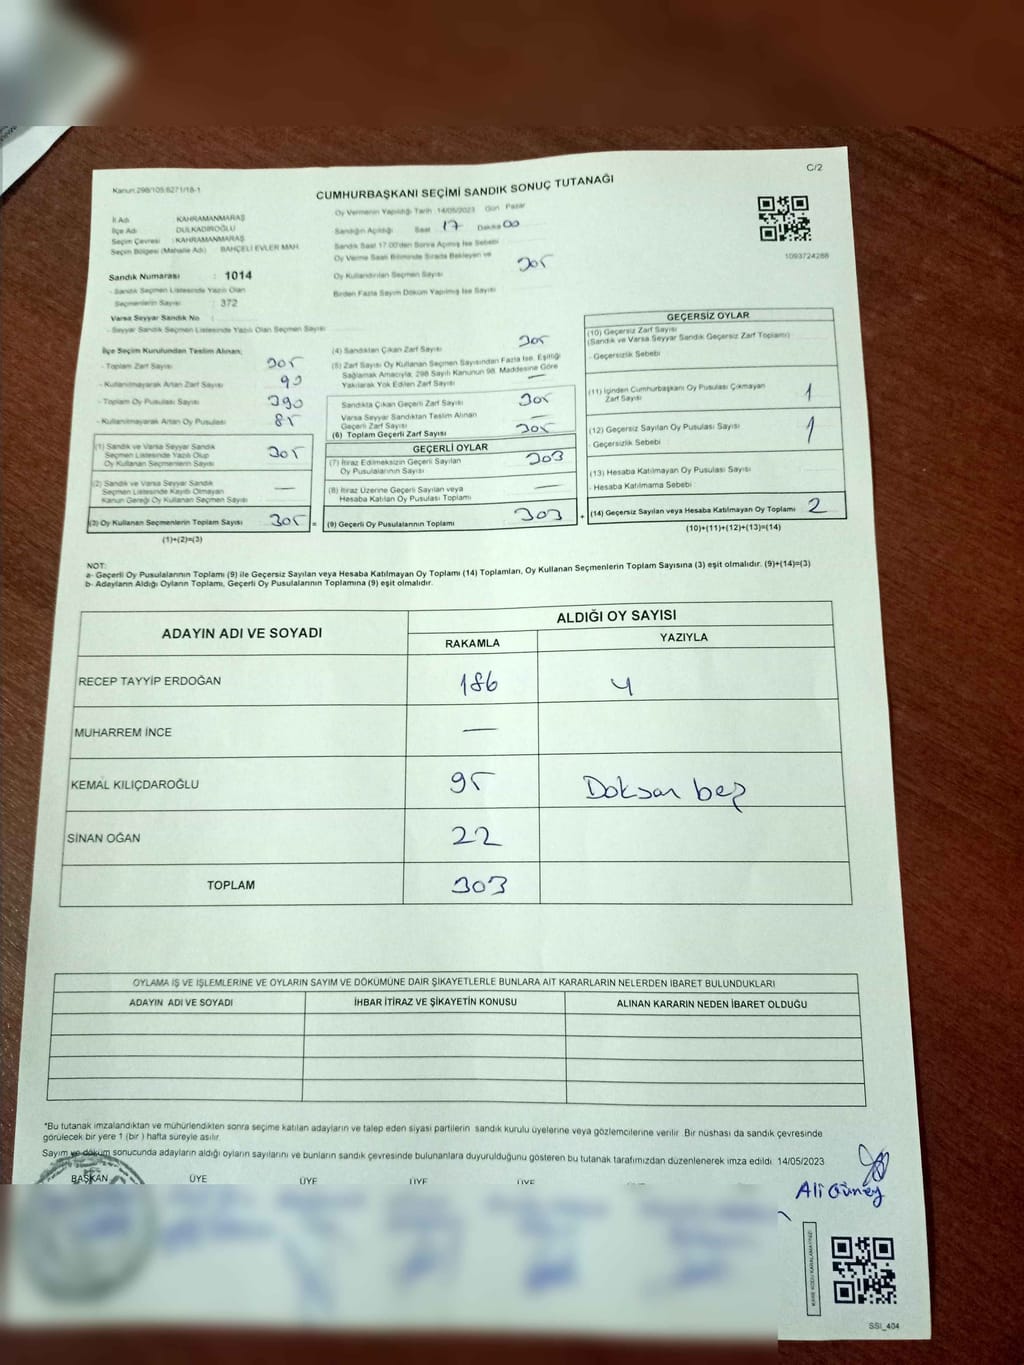 C/2
Kanun:298/105;6271/18-1
CUMHURBAŞKANI SEÇİMİ SANDIK SONUÇ TUTANAĞI
İl Adı : KAHRAMANMARAŞ
İlçe Adı : DULKADİROĞLU
Seçim Çevresi : KAHRAMANMARAŞ
Seçim Bölgesi (Mahalle Adı) : BAHÇELİ EVLER MAH.
Sandık Numarası : 1014
- Sandık Seçmen Listesinde Yazılı Olan
Seçmenlerin Sayısı : 372
Varsa Seyyar Sandık No
- Seyyar Sandık Seçmen Listesinde Yazılı Olan Seçmen Sayısı
Oy Vermenin Yapıldığı Tarih :14/05/2023 Gün Pazar
Sandığın Açıldığı Saat 17 Dakika 00
Sandık Saat 17.00'den Sonra Açılmış İse Sebebi
Oy Verme Saati Bitiminde Sırada Bekleyen ve
Oy Kullandırılan Seçmen Sayısı 305
Birden Fazla Sayım Döküm Yapılmış İse Sayısı
1093724288
İlçe Seçim Kurulundan Teslim Alınan;
- Toplam Zarf Sayısı 305
- Kullanılmayarak Artan Zarf Sayısı 90
- Toplam Oy Pusulası Sayısı 390
- Kullanılmayarak Artan Oy Pusulası 85
(1) Sandık ve Varsa Seyyar Sandık
Seçmen Listesinde Yazılı Olup
Oy Kullanan Seçmenlerin Sayısı 305
(2) Sandık ve Varsa Seyyar Sandık
Seçmen Listesinde Kayıtlı Olmayan
Kanun Gereği Oy Kullanan Seçmen Sayısı —
(3) Oy Kullanan Seçmenlerin Toplam Sayısı 305 =
(1)+(2)=(3)
(4) Sandıktan Çıkan Zarf Sayısı 305
(5) Zarf Sayısı Oy Kullanan Seçmen Sayısından Fazla İse, Eşitliği
Sağlamak Amacıyla, 298 Sayılı Kanunun 98. Maddesine Göre
Yakılarak Yok Edilen Zarf Sayısı —
Sandıkta Çıkan Geçerli Zarf Sayısı 305
Varsa Seyyar Sandıktan Teslim Alınan
Geçerli Zarf Sayısı —
(6) Toplam Geçerli Zarf Sayısı 305
GEÇERLİ OYLAR
(7) İtiraz Edilmeksizin Geçerli Sayılan
Oy Pusulalarının Sayısı 303
(8) İtiraz Üzerine Geçerli Sayılan veya
Hesaba Katılan Oy Pusulası Toplamı —
(9) Geçerli Oy Pusulalarının Toplamı 303 +
GEÇERSİZ OYLAR
(10) Geçersiz Zarf Sayısı
(Sandık ve Varsa Seyyar Sandık Geçersiz Zarf Toplamı)
- Geçersizlik Sebebi
(11) İçinden Cumhurbaşkanı Oy Pusulası Çıkmayan
Zarf Sayısı 1
(12) Geçersiz Sayılan Oy Pusulası Sayısı 1
- Geçersizlik Sebebi
(13) Hesaba Katılmayan Oy Pusulası Sayısı
- Hesaba Katılmama Sebebi
(14) Geçersiz Sayılan veya Hesaba Katılmayan Oy Toplamı 2
(10)+(11)+(12)+(13)=(14)
NOT:
a- Geçerli Oy Pusulalarının Toplamı (9) ile Geçersiz Sayılan veya Hesaba Katılmayan Oy Toplamı (14) Toplamları, Oy Kullanan Seçmenlerin Toplam Sayısına (3) eşit olmalıdır. (9)+(14)=(3)
b- Adayların Aldığı Oyların Toplamı, Geçerli Oy Pusulalarının Toplamına (9) eşit olmalıdır.
ADAYIN ADI VE SOYADI ALDIĞI OY SAYISI
RAKAMLA YAZIYLA
RECEP TAYYİP ERDOĞAN 186 y
MUHARREM İNCE —
KEMAL KILIÇDAROĞLU 95 Doksan beş
SİNAN OĞAN 22
TOPLAM 303
OYLAMA İŞ VE İŞLEMLERİNE VE OYLARIN SAYIM VE DÖKÜMÜNE DAİR ŞİKAYETLERLE BUNLARA AİT KARARLARIN NELERDEN İBARET BULUNDUKLARI
ADAYIN ADI VE SOYADI İHBAR İTİRAZ VE ŞİKAYETİN KONUSU ALINAN KARARIN NEDEN İBARET OLDUĞU
*Bu tutanak imzalandıktan ve mühürlendikten sonra seçime katılan adayların ve talep eden siyasi partilerin sandık kurulu üyelerine veya gözlemcilerine verilir. Bir nüshası da sandık çevresinde
görülecek bir yere 1 (bir ) hafta süreyle asılır.
Sayım ve döküm sonucunda adayların aldığı oyların sayılarını ve bunların sandık çevresinde bulunanlara duyurulduğunu gösteren bu tutanak tarafımızdan düzenlenerek imza edildi. 14/05/2023
BAŞKAN ÜYE ÜYE ÜYE ÜYE
Ali Güney
SSI_404